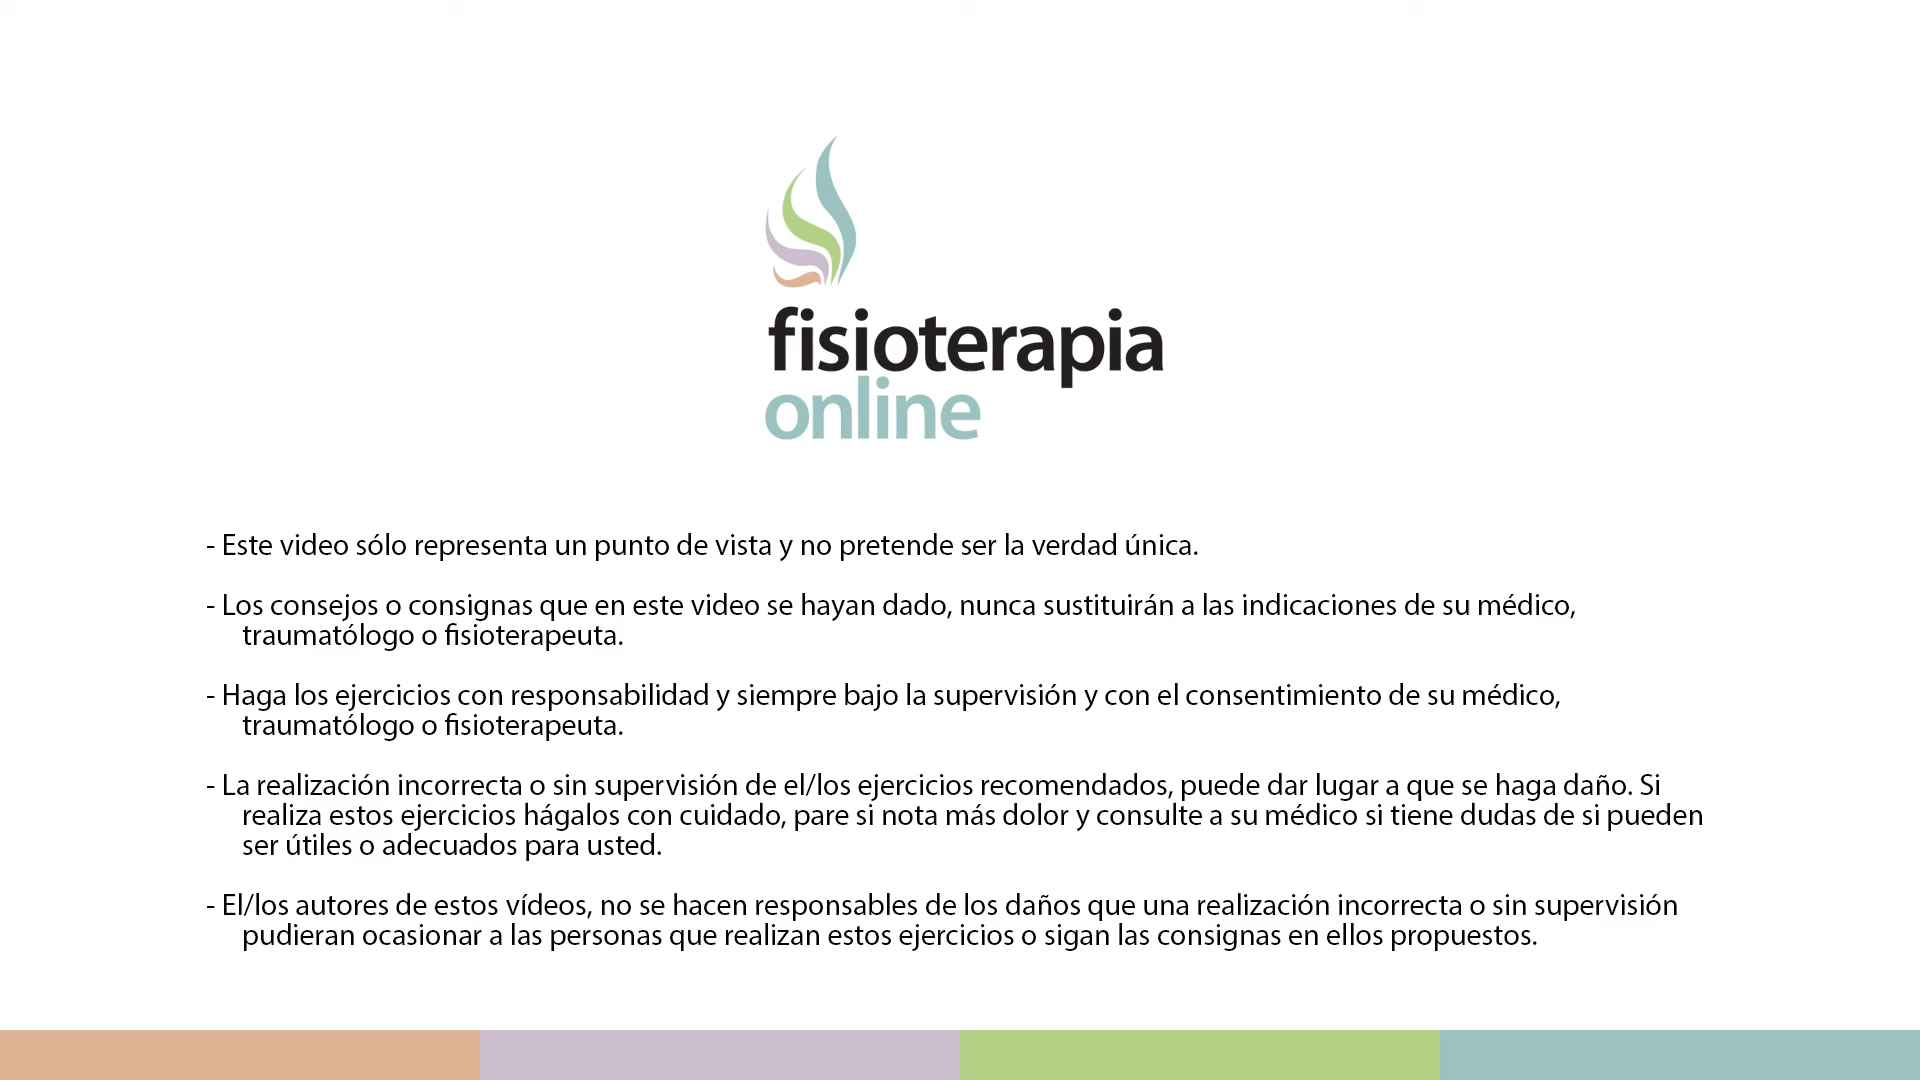 fisioterapia
online
- Este video sólo representa un punto de vista y no pretende ser la verdad única.
- Los consejos o consignas que en este video se hayan dado, nunca sustituirán a las indicaciones de su médico,
traumatólogo o fisioterapeuta.
- Haga los ejercicios con responsabilidad y siempre bajo la supervisión y con el consentimiento de su médico,
traumatólogo o fisioterapeuta.
- La realización incorrecta o sin supervisión de el/los ejercicios recomendados, puede dar lugar a que se haga daño. Si
realiza estos ejercicios hágalos con cuidado, pare si nota más dolor y consulte a su médico si tiene dudas de si pueden
ser útiles o adecuados para usted.
- El/los autores de estos vídeos, no se hacen responsables de los daños que una realización incorrecta o sin supervisión
pudieran ocasionar a las personas que realizan estos ejercicios o sigan las consignas en ellos propuestos.